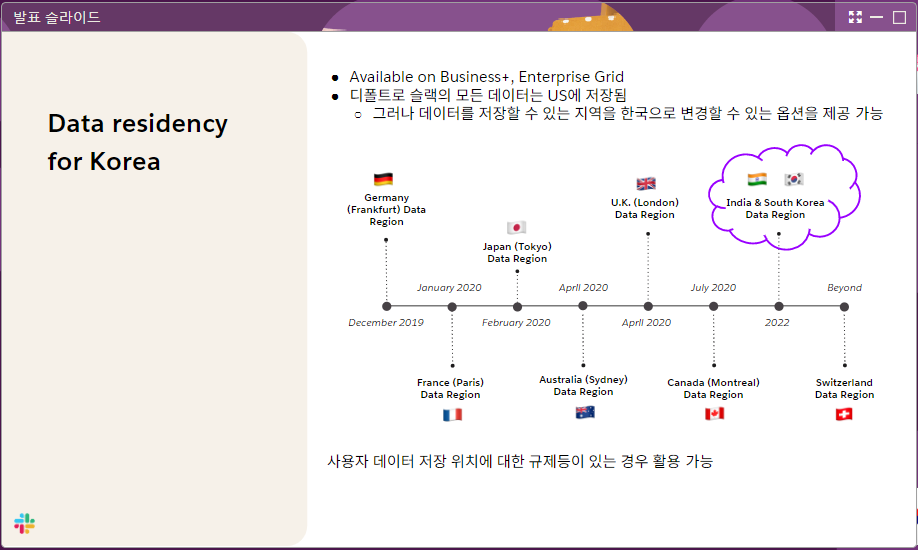 발표 슬라이드
Data residency
for Korea
● Available on Business+, Enterprise Grid
● 디폴트로 슬랙의 모든 데이터는 US에 저장됨
○ 그러나 데이터를 저장할 수 있는 지역을 한국으로 변경할 수 있는 옵션을 제공 가능
Germany
(Frankfurt) Data
Region
Japan (Tokyo)
Data Region
U.K. (London)
Data Region
India & South Korea
Data Region
January 2020
April 2020
July 2020
Beyond
December 2019
February 2020
April 2020
2022
France (Paris)
Data Region
Australia (Sydney)
Data Region
Canada (Montreal)
Data Region
Switzerland
Data Region
사용자 데이터 저장 위치에 대한 규제등이 있는 경우 활용 가능